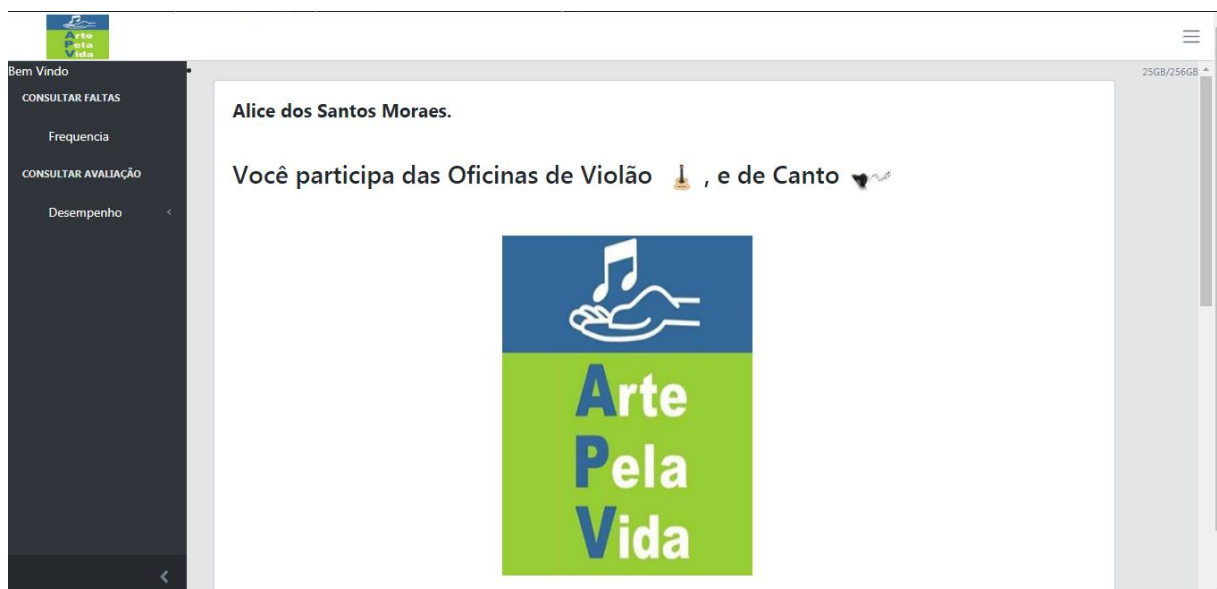 Arte
Pela
Vida
Bem Vindo
25GB/256GB
CONSULTAR FALTAS
Frequencia
CONSULTAR AVALIAÇÃO
Desempenho
Alice dos Santos Moraes.
Você participa das Oficinas de Violão , e de Canto
Arte
Pela
Vida